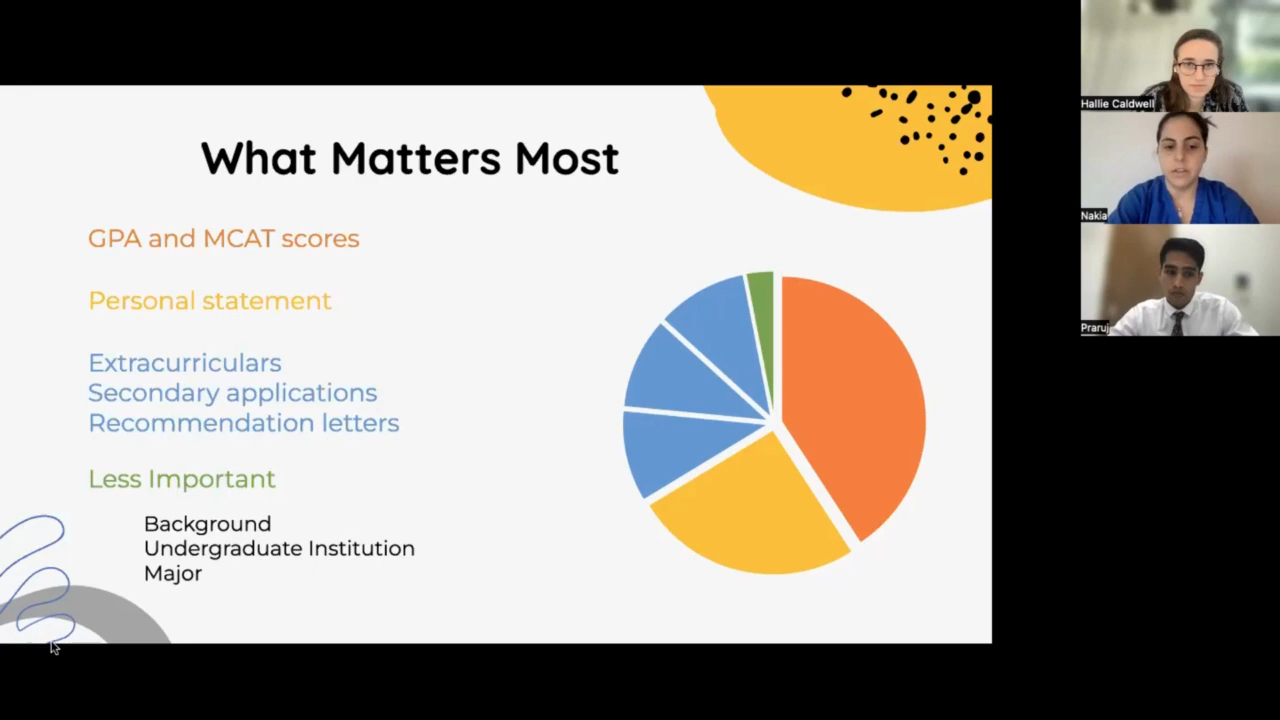 What Matters Most
GPA and MCAT scores
Personal statement
Extracurriculars
Secondary applications
Recommendation letters
Less Important
Background
Undergraduate Institution
Major
Hallie Caldwell
Nakia
Praruj